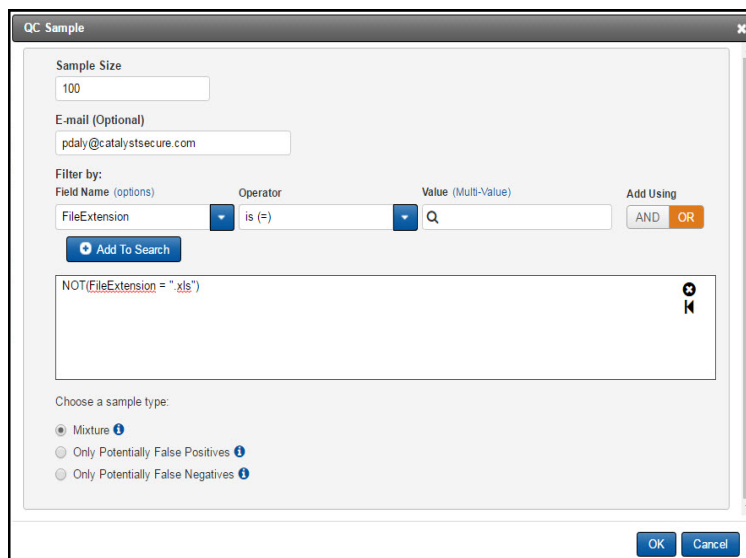 QC Sample
Sample Size
100
E-mail (Optional)
pdaly@catalystsecure.com
Filter by:
Field Name (options) Operator Value (Multi-Value) Add Using
FileExtension is (=) AND OR
Add To Search
NOT(FileExtension = ".xls")
Choose a sample type:
Mixture
Only Potentially False Positives
Only Potentially False Negatives
OK Cancel